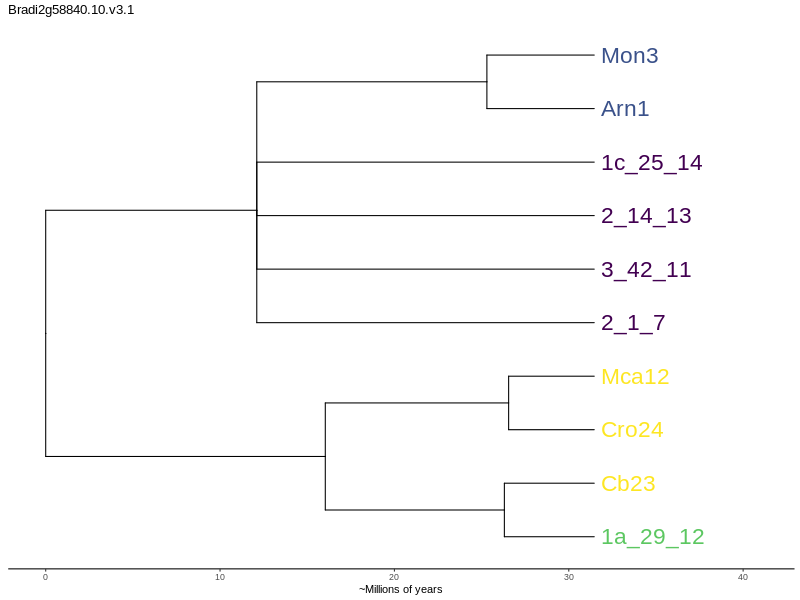 Bradi2g58840.10.v3.1
Mon3
Arn1
1c_25_14
2_14_13
3_42_11
2_1_7
Mca12
Cro24
Cb23
1a_29_12
0 10 20 30 40
~Millions of years